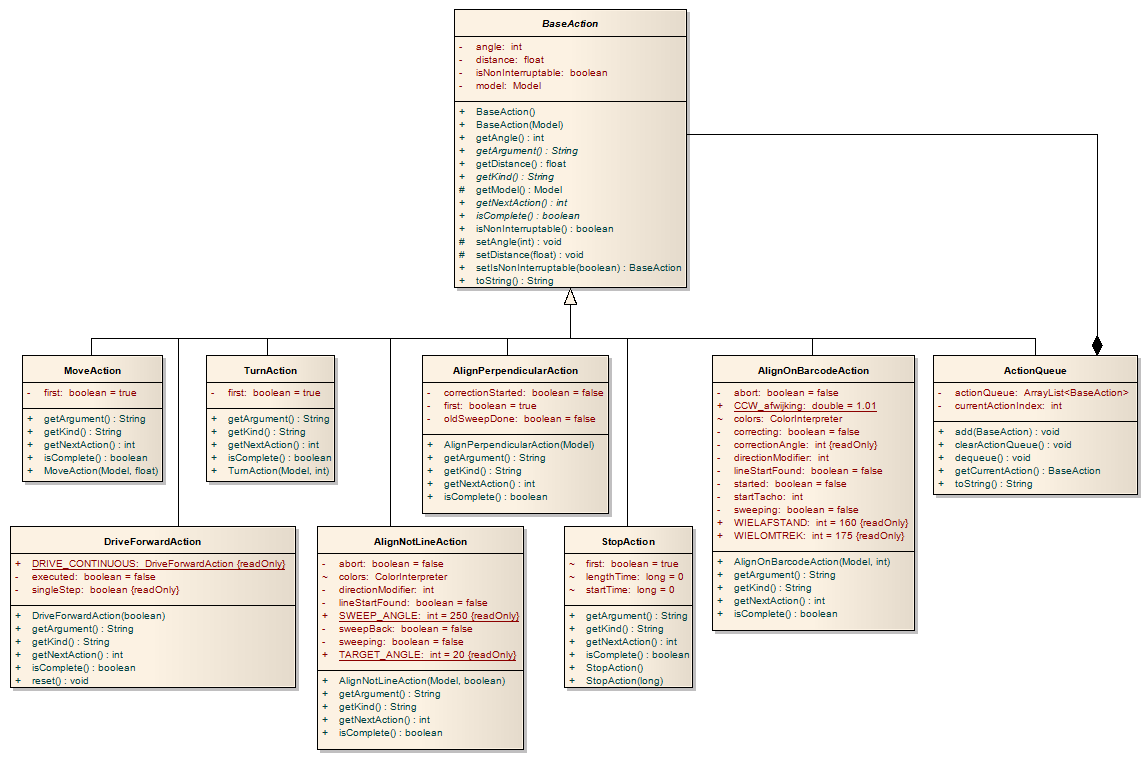 BaseAction
- angle: int
- distance: float
- isNonInterruptable: boolean
- model: Model
+ BaseAction()
+ BaseAction(Model)
+ getAngle() : int
+ getArgument() : String
+ getDistance() : float
+ getKind() : String
# getModel() : Model
+ getNextAction() : int
+ isComplete() : boolean
+ isNonInterruptable() : boolean
# setAngle(int) : void
# setDistance(float) : void
+ setIsNonInterruptable(boolean) : BaseAction
+ toString() : String
MoveAction
- first: boolean = true
+ getArgument() : String
+ getKind() : String
+ getNextAction() : int
+ isComplete() : boolean
+ MoveAction(Model, float)
TurnAction
- first: boolean = true
+ getArgument() : String
+ getKind() : String
+ getNextAction() : int
+ isComplete() : boolean
+ TurnAction(Model, int)
AlignPerpendicularAction
- correctionStarted: boolean = false
- first: boolean = true
- oldSweepDone: boolean = false
+ AlignPerpendicularAction(Model)
+ getArgument() : String
+ getKind() : String
+ getNextAction() : int
+ isComplete() : boolean
AlignOnBarcodeAction
- abort: boolean = false
+ CCW_afwijking: double = 1.01
~ colors: ColorInterpreter
- correcting: boolean = false
- correctionAngle: int {readOnly}
- directionModifier: int
- lineStartFound: boolean = false
- started: boolean = false
- startTacho: int
- sweeping: boolean = false
+ WIELAFSTAND: int = 160 {readOnly}
+ WIELOMTREK: int = 175 {readOnly}
+ AlignOnBarcodeAction(Model, int)
+ getArgument() : String
+ getKind() : String
+ getNextAction() : int
+ isComplete() : boolean
ActionQueue
- actionQueue: ArrayList<BaseAction>
- currentActionIndex: int
+ add(BaseAction) : void
+ clearActionQueue() : void
+ dequeue() : void
+ getCurrentAction() : BaseAction
+ toString() : String
DriveForwardAction
+ DRIVE_CONTINUOUS: DriveForwardAction {readOnly}
- executed: boolean = false
- singleStep: boolean {readOnly}
+ DriveForwardAction(boolean)
+ getArgument() : String
+ getKind() : String
+ getNextAction() : int
+ isComplete() : boolean
+ reset() : void
AlignNotLineAction
- abort: boolean = false
~ colors: ColorInterpreter
- directionModifier: int
- lineStartFound: boolean = false
+ SWEEP_ANGLE: int = 250 {readOnly}
- sweepBack: boolean = false
- sweeping: boolean = false
+ TARGET_ANGLE: int = 20 {readOnly}
+ AlignNotLineAction(Model, boolean)
+ getArgument() : String
+ getKind() : String
+ getNextAction() : int
+ isComplete() : boolean
StopAction
~ first: boolean = true
~ lengthTime: long = 0
~ startTime: long = 0
+ getArgument() : String
+ getKind() : String
+ getNextAction() : int
+ isComplete() : boolean
+ StopAction()
+ StopAction(long)